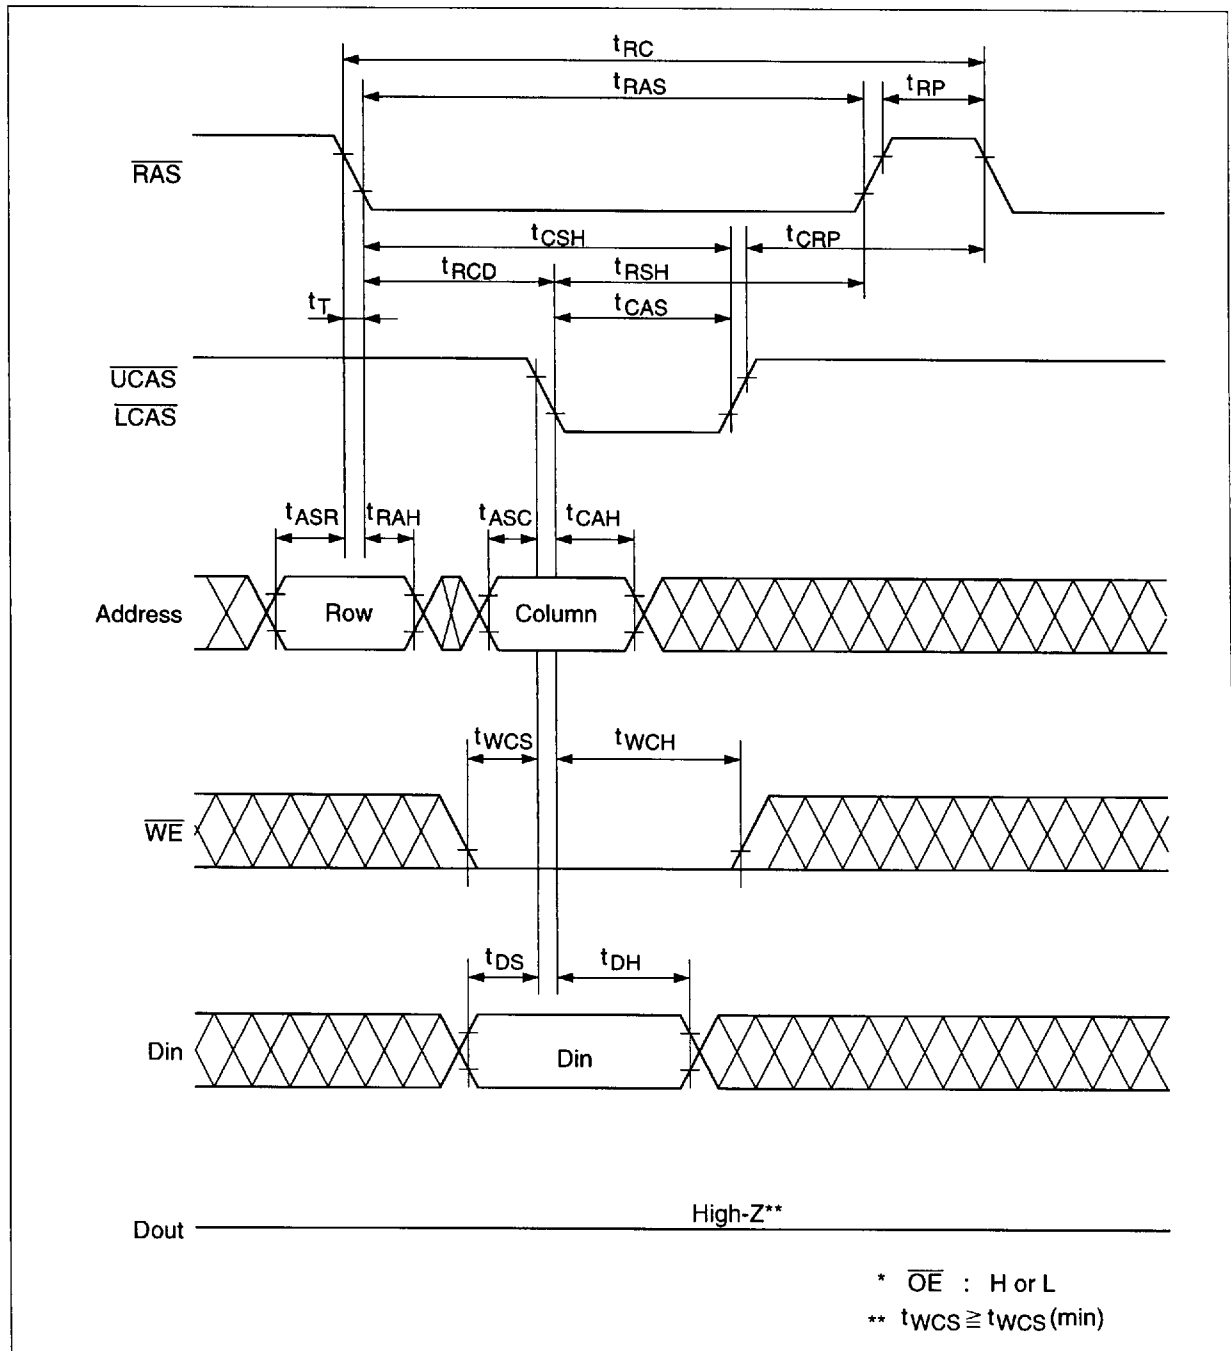 tRC
tRAS
tRP
RAS
tCSH
tCRP
tRCD
tRSH
tT
tCAS
UCAS
LCAS
tASR
tRAH
tASC
tCAH
Address
Row
Column
tWCS
tWCH
WE
tDS
tDH
Din
Din
High-Z**
Dout
* OE : H or L
** tWCS ≧ tWCS(min)